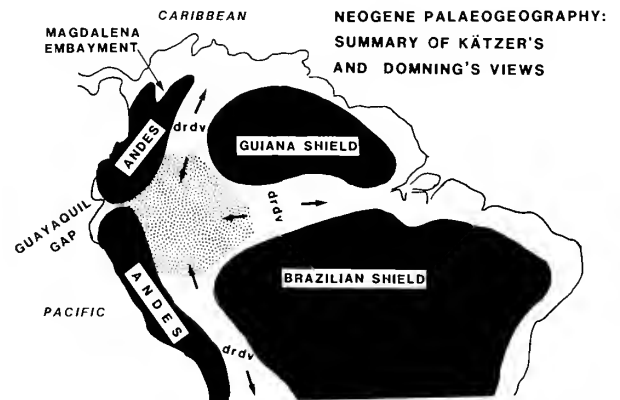 CARIBBEAN
NEOGENE PALAEOGEOGRAPHY:
SUMMARY OF KÄTZER'S
AND DOMNING'S VIEWS
MAGDALENA
EMBAYMENT
drdv
ANDES
GUIANA SHIELD
drdv
GUAYAQUIL
GAP
BRAZILIAN SHIELD
ANDES
PACIFIC
drdv